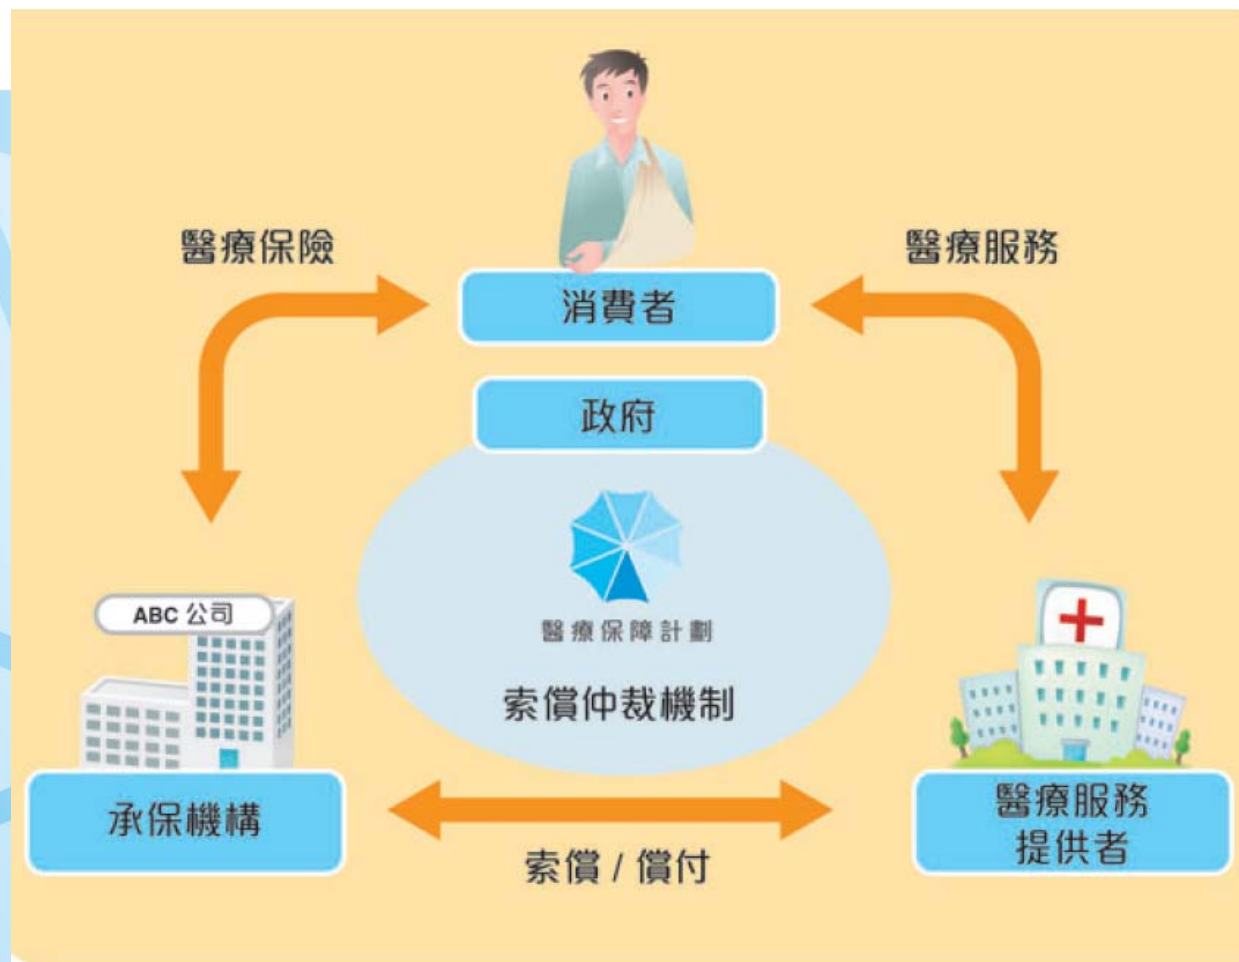 醫療保險
醫療服務
消費者
政府
醫療保障計劃
索償仲裁機制
ABC 公司
承保機構
醫療服務
提供者
索償 / 償付